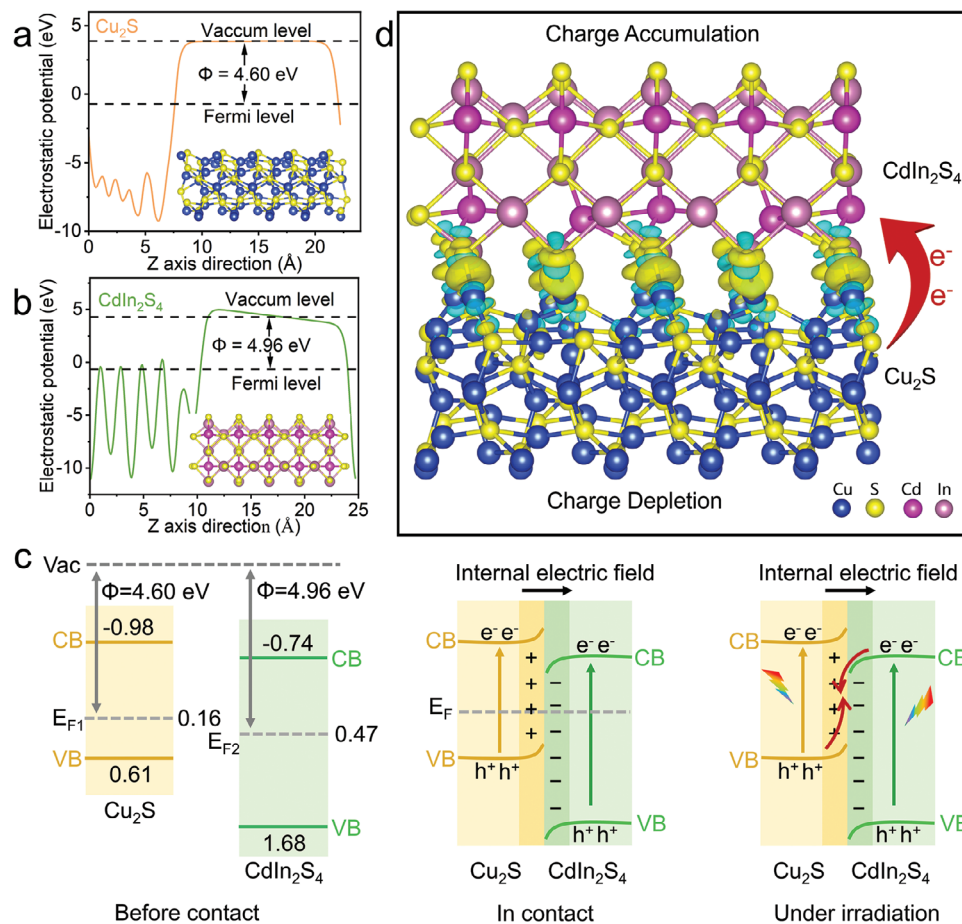 a
Cu₂S
Vaccum level
Φ = 4.60 eV
Fermi level
Electrostatic potential (eV)
5
0
-5
-10
0 5 10 15 20
Z axis direction (Å)
b
CdIn₂S₄
Vaccum level
Φ = 4.96 eV
Fermi level
Electrostatic potential (eV)
5
0
-5
-10
0 5 10 15 20 25
Z axis direction (Å)
d
Charge Accumulation
CdIn₂S₄
e⁻
e⁻
Cu₂S
Charge Depletion
Cu S Cd In
c
Vac
Φ=4.60 eV
Φ=4.96 eV
CB
-0.98
-0.74
CB
E_F1
0.16
E_F2
0.47
VB
0.61
VB
1.68
Cu₂S
CdIn₂S₄
Before contact
Internal electric field
CB
e⁻ e⁻
e⁻ e⁻
CB
+
+
+
+
−
−
−
−
−
−
E_F
VB
h⁺ h⁺
h⁺ h⁺
VB
Cu₂S
CdIn₂S₄
In contact
Internal electric field
CB
e⁻ e⁻
e⁻ e⁻
CB
+
+
+
+
−
−
−
−
−
−
VB
h⁺ h⁺
h⁺ h⁺
VB
Cu₂S
CdIn₂S₄
Under irradiation